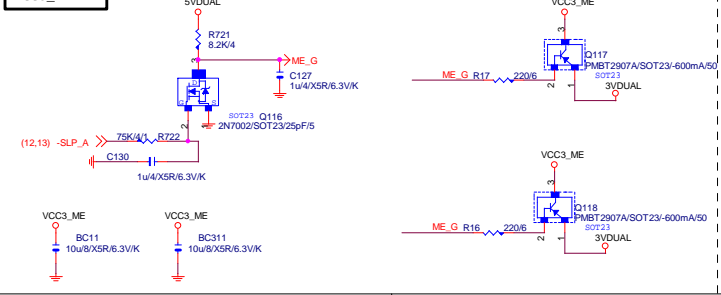 5VDUAL
R721
8.2K/4
3
ME_G
C127
1u/4/X5R/6.3V/K
D
G
S
SOT23 Q116
2N7002/SOT23/25pF/5
2
1
(12,13) -SLP_A
75K/4/1 R722
C130
1u/4/X5R/6.3V/K
VCC3_ME
BC11
10u/8/X5R/6.3V/K
VCC3_ME
BC311
10u/8/X5R/6.3V/K
VCC3_ME
3
Q117
PMBT2907A/SOT23/-600mA/50
SOT23
ME_G R17 220/6
2
1
3VDUAL
VCC3_ME
3
Q118
PMBT2907A/SOT23/-600mA/50
SOT23
ME_G R16 220/6
2
1
3VDUAL